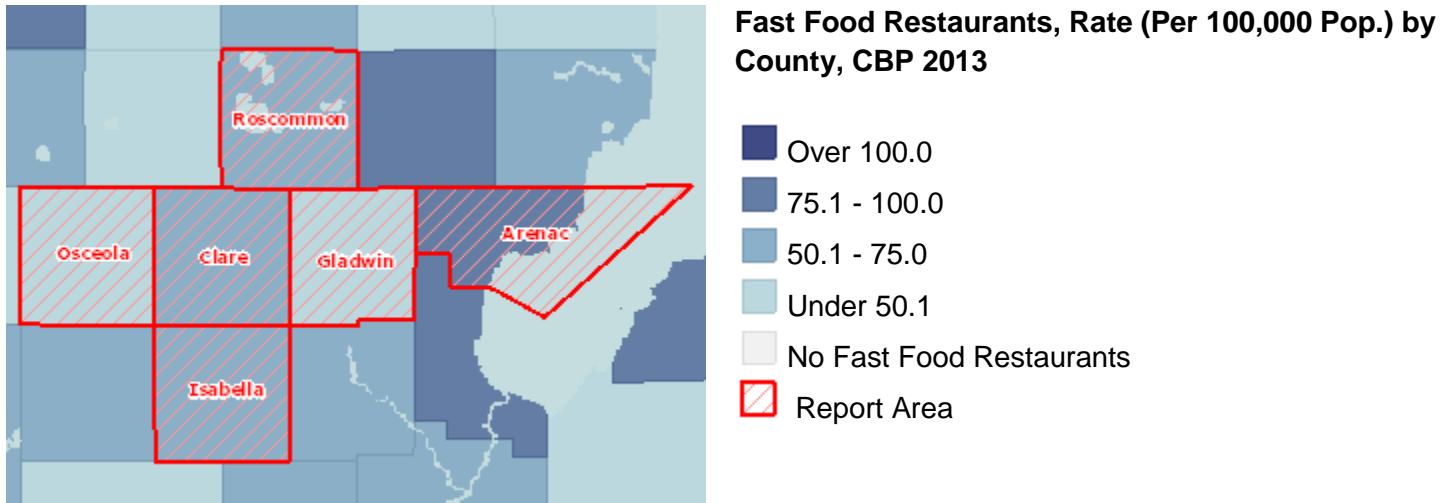 Fast Food Restaurants, Rate (Per 100,000 Pop.) by
County, CBP 2013
Roscommon
Osceola
Clare
Gladwin
Arenac
Isabella
Over 100.0
75.1 - 100.0
50.1 - 75.0
Under 50.1
No Fast Food Restaurants
Report Area